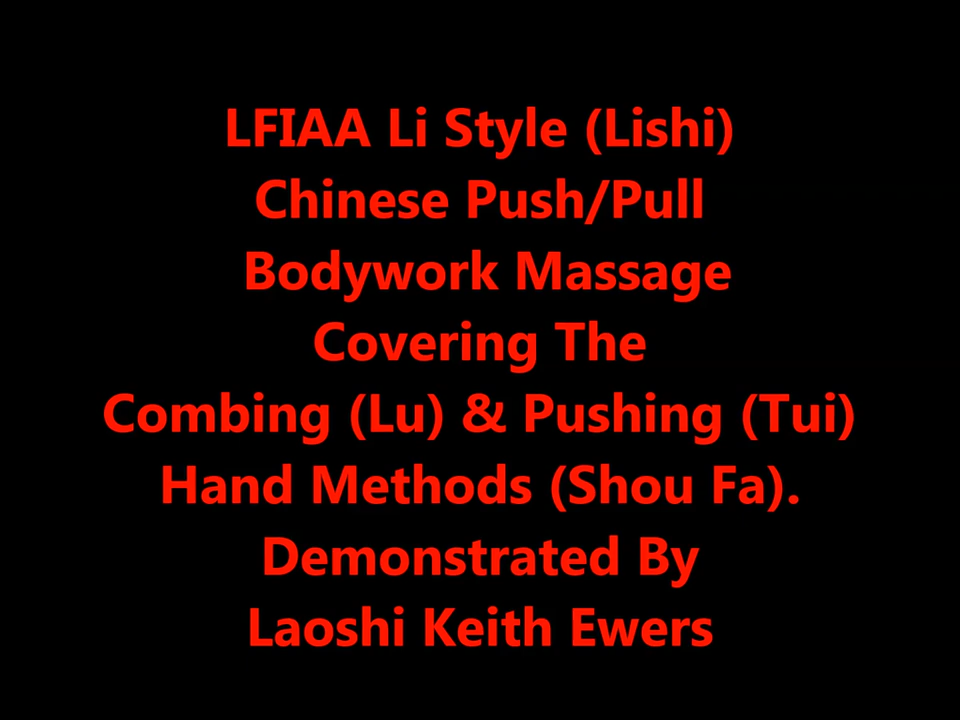 LFIAA Li Style (Lishi)
Chinese Push/Pull
Bodywork Massage
Covering The
Combing (Lu) & Pushing (Tui)
Hand Methods (Shou Fa).
Demonstrated By
Laoshi Keith Ewers